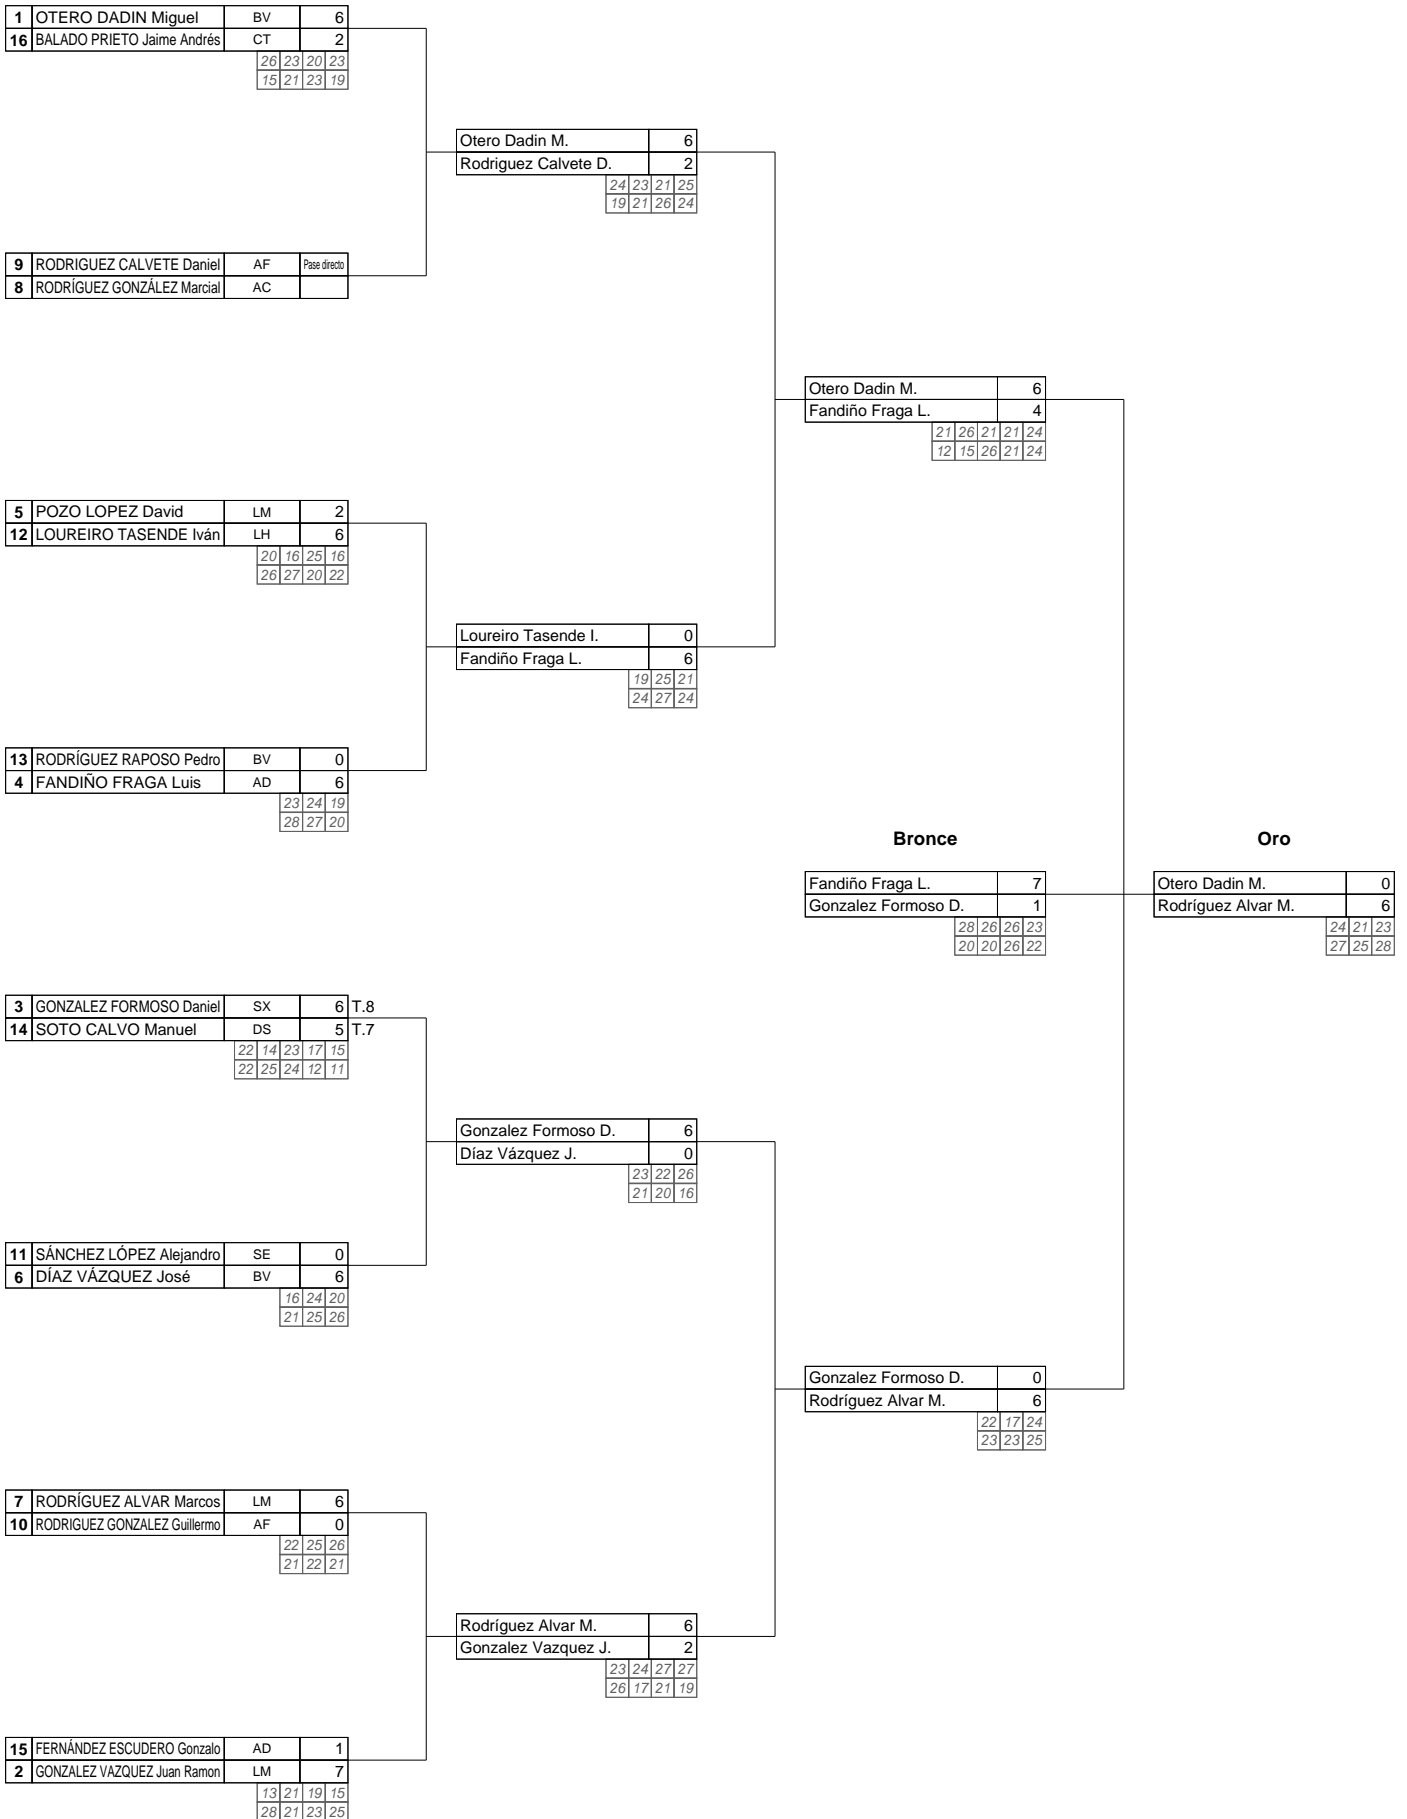 1 OTERO DADIN Miguel BV 6
16 BALADO PRIETO Jaime Andrés CT 2
26 23 20 23
15 21 23 19
Otero Dadin M. 6
Rodriguez Calvete D. 2
24 23 21 25
19 21 26 24
9 RODRIGUEZ CALVETE Daniel AF Pase directo
8 RODRÍGUEZ GONZÁLEZ Marcial AC
Otero Dadin M. 6
Fandiño Fraga L. 4
21 26 21 21 24
12 15 26 21 24
5 POZO LOPEZ David LM 2
12 LOUREIRO TASENDE Iván LH 6
20 16 25 16
26 27 20 22
Loureiro Tasende I. 0
Fandiño Fraga L. 6
19 25 21
24 27 24
13 RODRÍGUEZ RAPOSO Pedro BV 0
4 FANDIÑO FRAGA Luis AD 6
23 24 19
28 27 20
Bronce Oro
Fandiño Fraga L. 7 Otero Dadin M. 0
Gonzalez Formoso D. 1 Rodríguez Alvar M. 6
28 26 26 23 24 21 23
20 20 26 22 27 25 28
3 GONZALEZ FORMOSO Daniel SX 6 T.8
14 SOTO CALVO Manuel DS 5 T.7
22 14 23 17 15
22 25 24 12 11
Gonzalez Formoso D. 6
Díaz Vázquez J. 0
23 22 26
21 20 16
11 SÁNCHEZ LÓPEZ Alejandro SE 0
6 DÍAZ VÁZQUEZ José BV 6
16 24 20
21 25 26
Gonzalez Formoso D. 0
Rodríguez Alvar M. 6
22 17 24
23 23 25
7 RODRÍGUEZ ALVAR Marcos LM 6
10 RODRIGUEZ GONZALEZ Guillermo AF 0
22 25 26
21 22 21
Rodríguez Alvar M. 6
Gonzalez Vazquez J. 2
23 24 27 27
26 17 21 19
15 FERNÁNDEZ ESCUDERO Gonzalo AD 1
2 GONZALEZ VAZQUEZ Juan Ramon LM 7
13 21 19 15
28 21 23 25